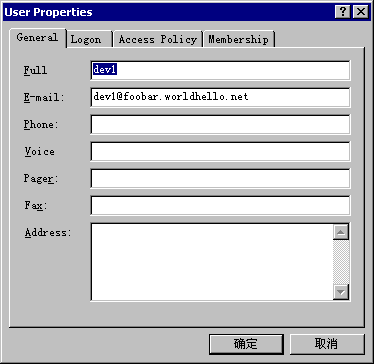 User Properties
General Logon Access Policy Membership
Full dev1
E-mail: dev1@foobar.worldhello.net
Phone:
Voice
Pager:
Fax:
Address:
确定 取消